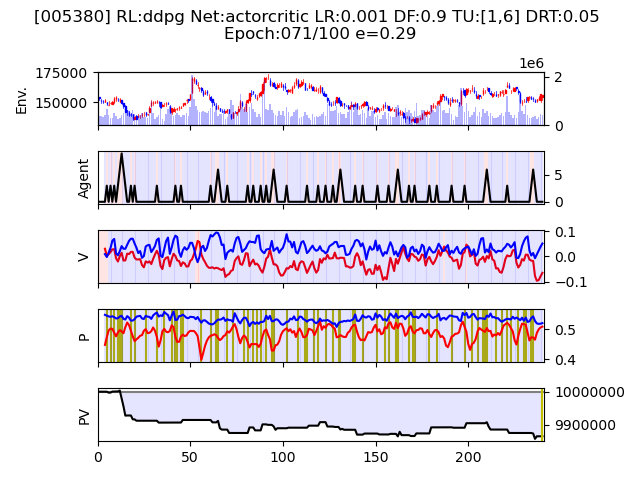 [005380] RL:ddpg Net:actorcritic LR:0.001 DF:0.9 TU:[1,6] DRT:0.05
Epoch:071/100 e=0.29
1e6
175000
150000
Env.
2
0
Agent
5
0
V
0.1
0.0
−0.1
P
0.5
0.4
PV
10000000
9900000
0 50 100 150 200